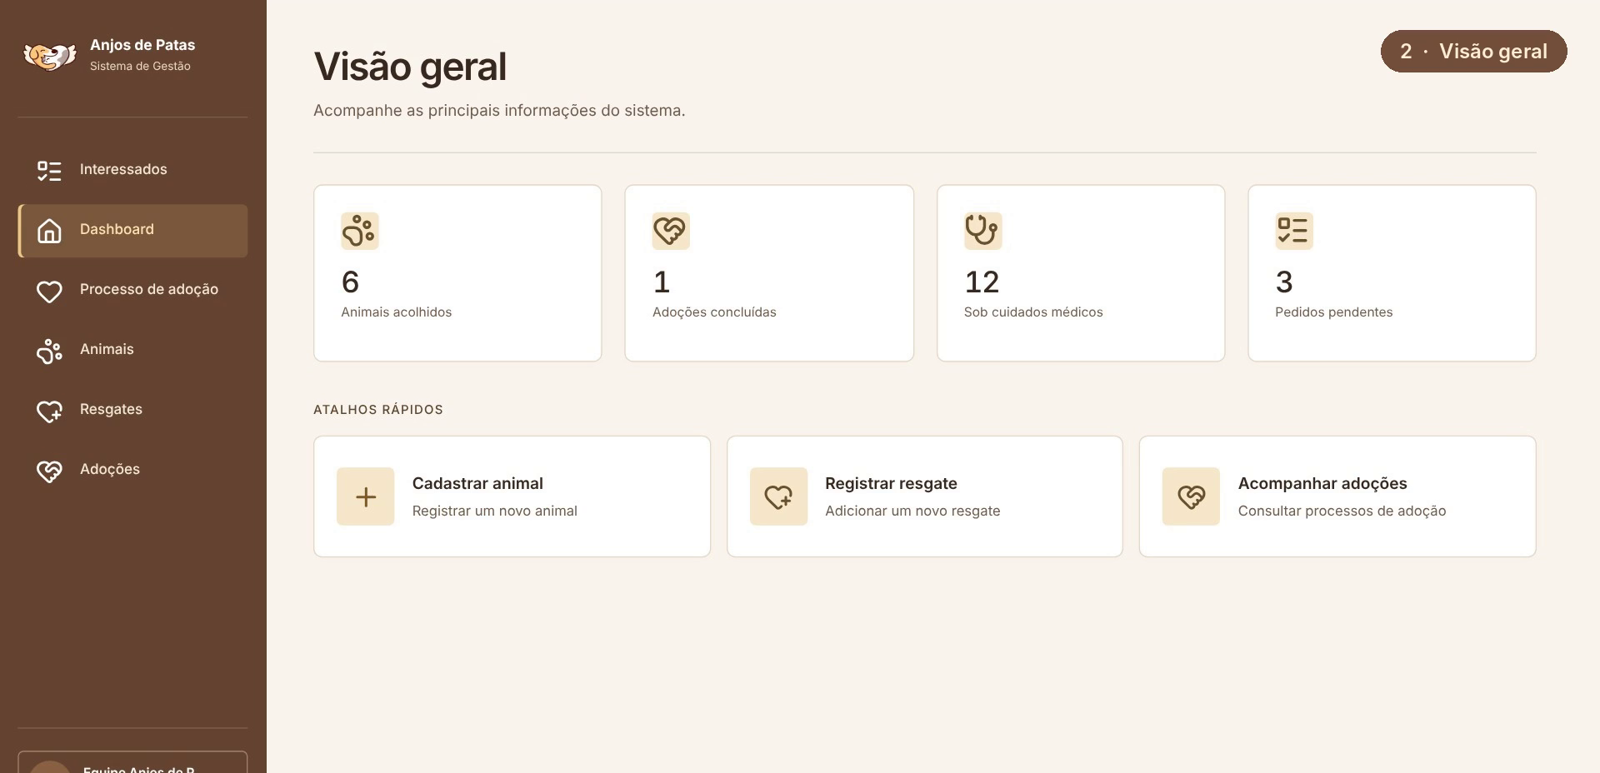 Anjos de Patas
Sistema de Gestão
Interessados
Dashboard
Processo de adoção
Animais
Resgates
Adoções
Equipe Anjos de P
2 · Visão geral
Visão geral
Acompanhe as principais informações do sistema.
6
Animais acolhidos
1
Adoções concluídas
12
Sob cuidados médicos
3
Pedidos pendentes
ATALHOS RÁPIDOS
Cadastrar animal
Registrar um novo animal
Registrar resgate
Adicionar um novo resgate
Acompanhar adoções
Consultar processos de adoção